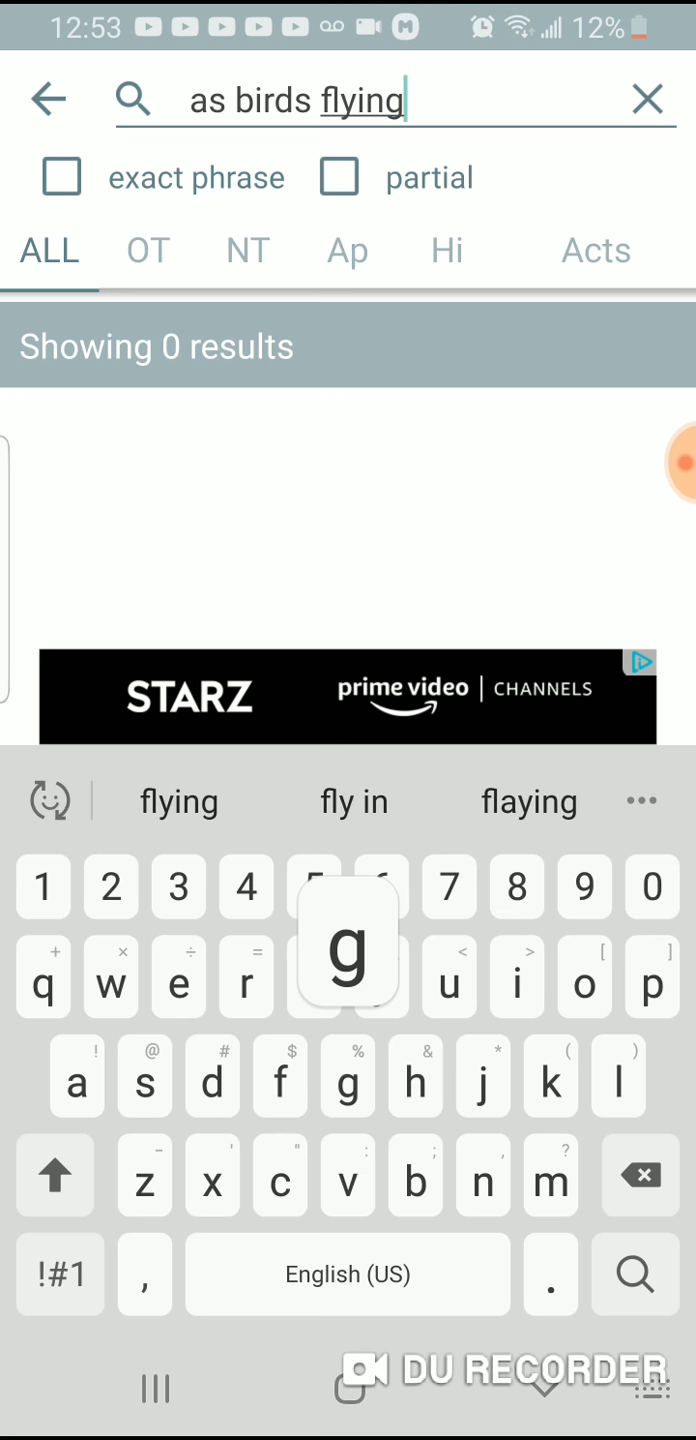 12:53 12%
as birds flying
exact phrase partial
ALL OT NT Ap Hi Acts
Showing 0 results
STARZ prime video | CHANNELS
flying fly in flaying
1 2 3 4 7 8 9 0
g
+ × ÷ = < > [ ]
q w e r u i o p
! @ # $ % & * ( )
a s d f g h j k l
- ' " : ; , ?
z x c v b n m
!#1 , English (US) .
DU RECORDER